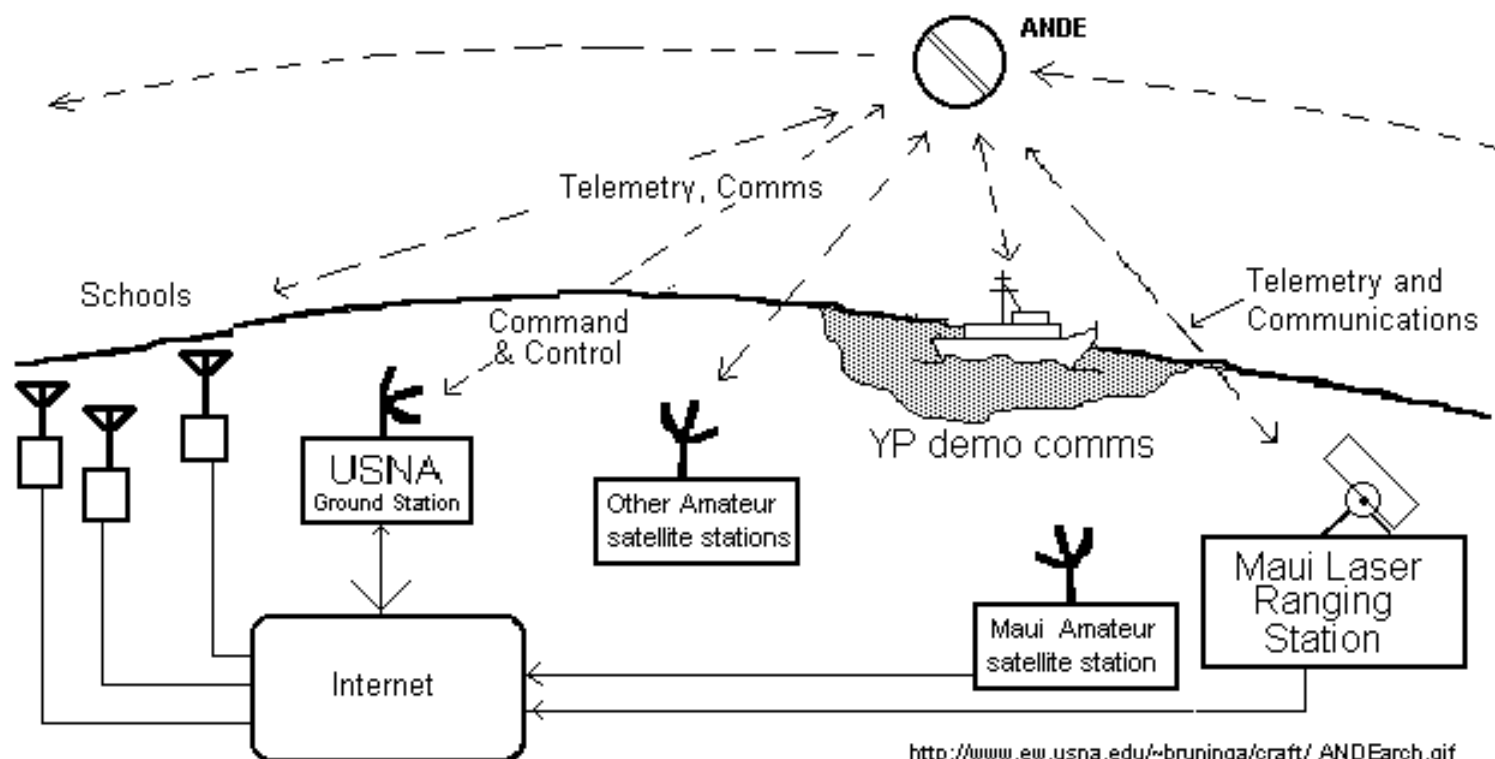 ANDE
Telemetry, Comms
Schools
Telemetry and
Communications
Command
& Control
YP demo comms
USNA
Ground Station
Other Amateur
satellite stations
Maui Laser
Ranging
Station
Maui Amateur
satellite station
Internet
http://www.ew.usna.edu/~bruninga/craft/ ANDEarch.gif